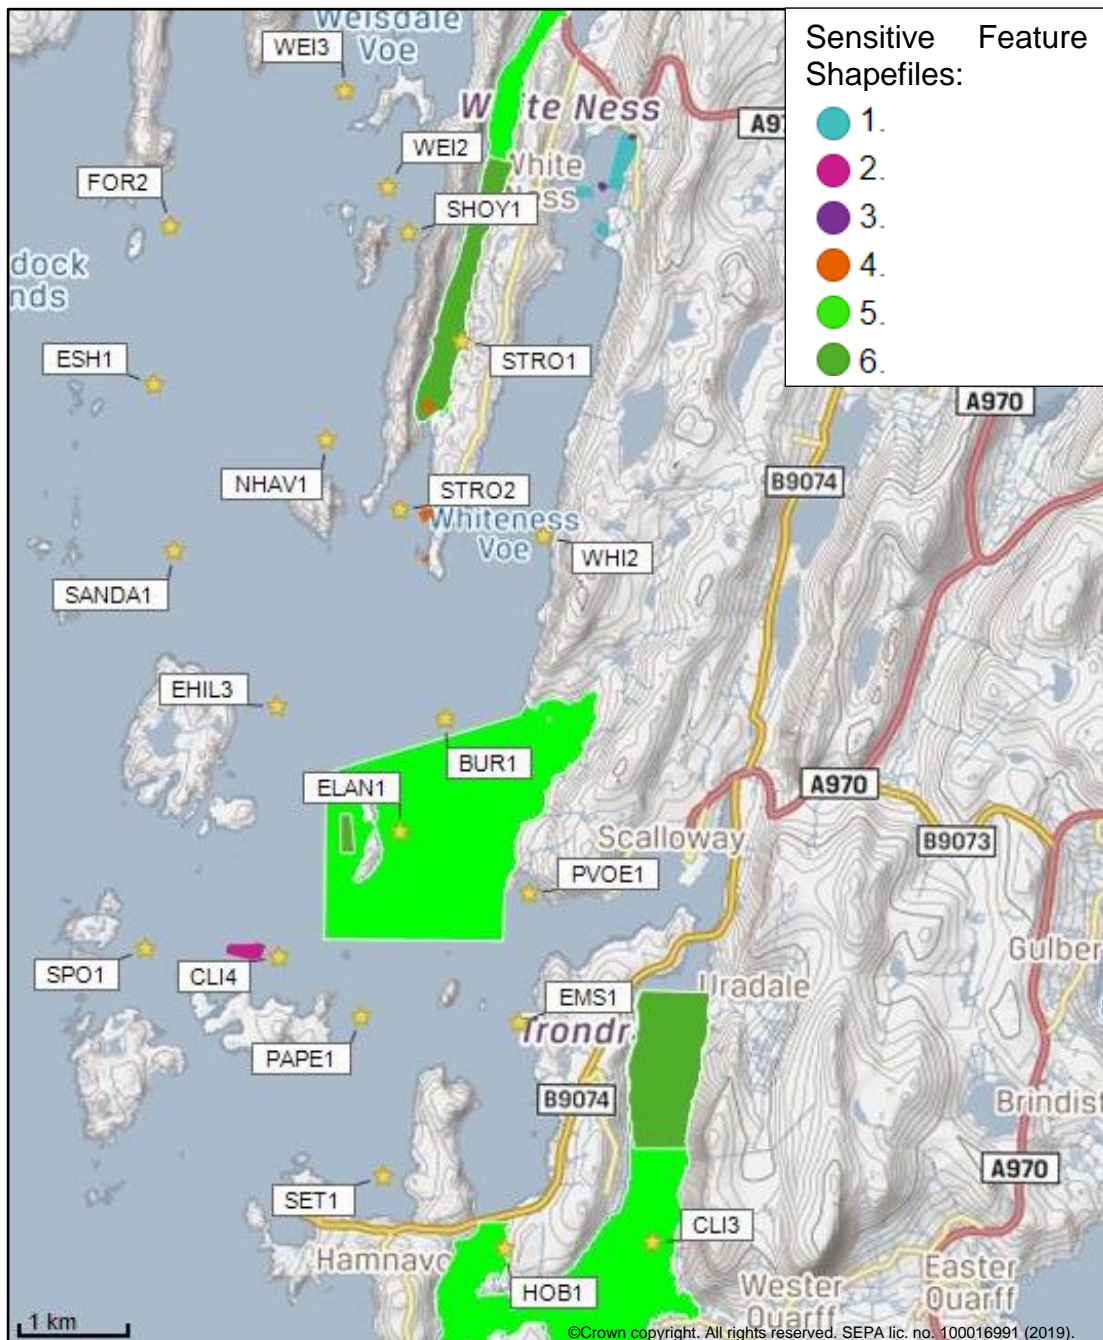 Weisdale
Voe
WEI3
Sensitive Feature
Shapefiles:
1.
2.
3.
4.
5.
6.
White Ness
WEI2
White
Ness
FOR2
SHOY1
dock
nds
ESH1
STRO1
A970
B9074
NHAV1
STRO2
Whiteness
Voe
WHI2
SANDA1
EHIL3
BUR1
ELAN1
A970
B9073
Scalloway
PVOE1
SPO1
CLI4
Gulber
EMS1
Uradale
Trondr
PAPE1
B9074
Brindist
A970
SET1
CLI3
Hamnavo
HOB1
Wester
Quarff
Easter
Quarff
1 km
©Crown copyright. All rights reserved. SEPA lic. no. 100016991 (2019).